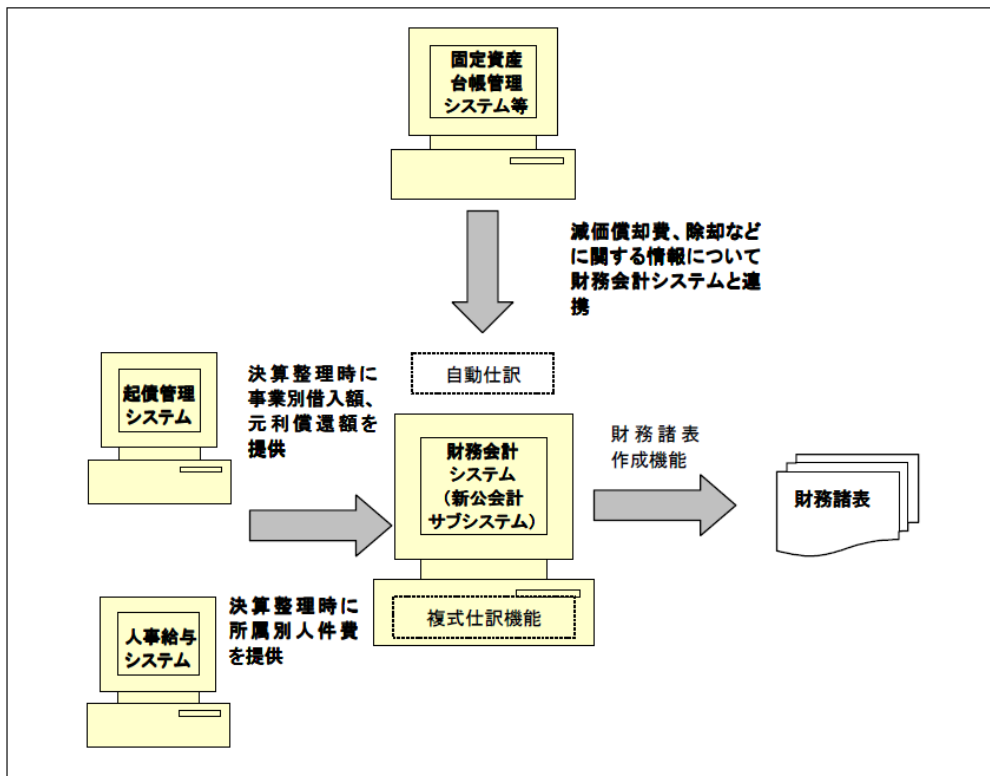 固定資産
台帳管理
システム等
減価償却費、除却など
に関する情報について
財務会計システムと連
携
自動仕訳
起債管理
システム
決算整理時に
事業別借入額、
元利償還額を
提供
財務会計
システム
（新公会計
サブシステム）
複式仕訳機能
財務諸表
作成機能
財務諸表
人事給与
システム
決算整理時に
所属別人件費
を提供